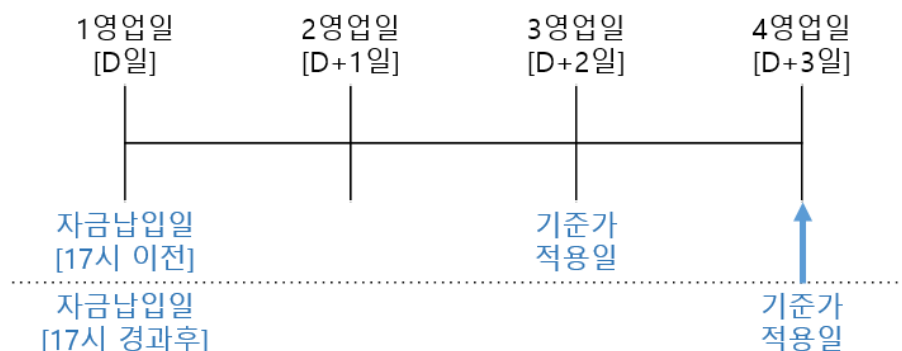 1영업일 2영업일 3영업일 4영업일
[D일] [D+1일] [D+2일] [D+3일]
자금납입일 기준가
[17시 이전] 적용일
자금납입일 기준가
[17시 경과후] 적용일